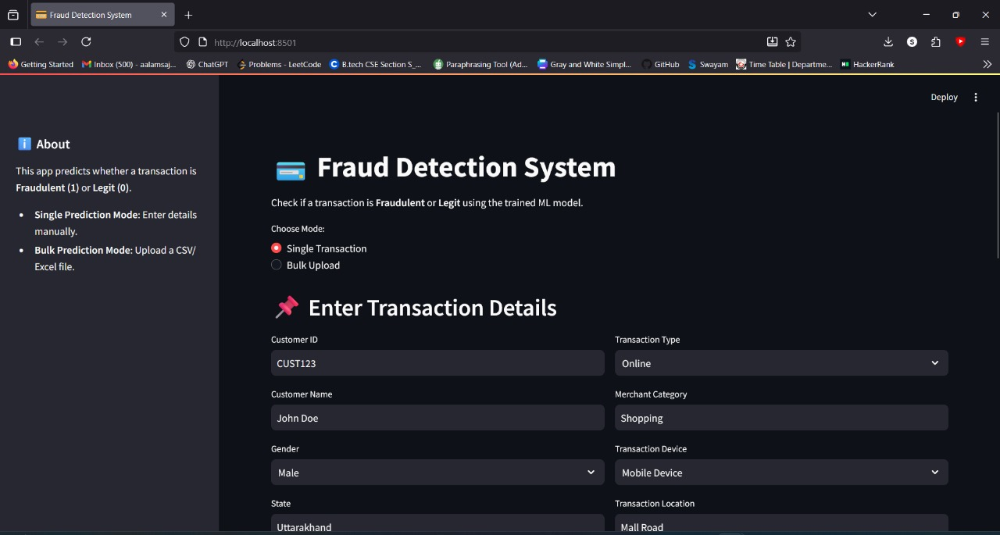 Fraud Detection System
http://localhost:8501
Getting Started
Inbox (500) - aalamsaj...
ChatGPT
Problems - LeetCode
B.tech CSE Section S_...
Paraphrasing Tool (Ad...
Gray and White Simpl...
GitHub
Swayam
Time Table | Departme...
HackerRank
Deploy
About
This app predicts whether a transaction is
Fraudulent (1) or Legit (0).
Single Prediction Mode: Enter details
manually.
Bulk Prediction Mode: Upload a CSV/
Excel file.
Fraud Detection System
Check if a transaction is Fraudulent or Legit using the trained ML model.
Choose Mode:
Single Transaction
Bulk Upload
Enter Transaction Details
Customer ID
CUST123
Transaction Type
Online
Customer Name
John Doe
Merchant Category
Shopping
Gender
Male
Transaction Device
Mobile Device
State
Uttarakhand
Transaction Location
Mall Road